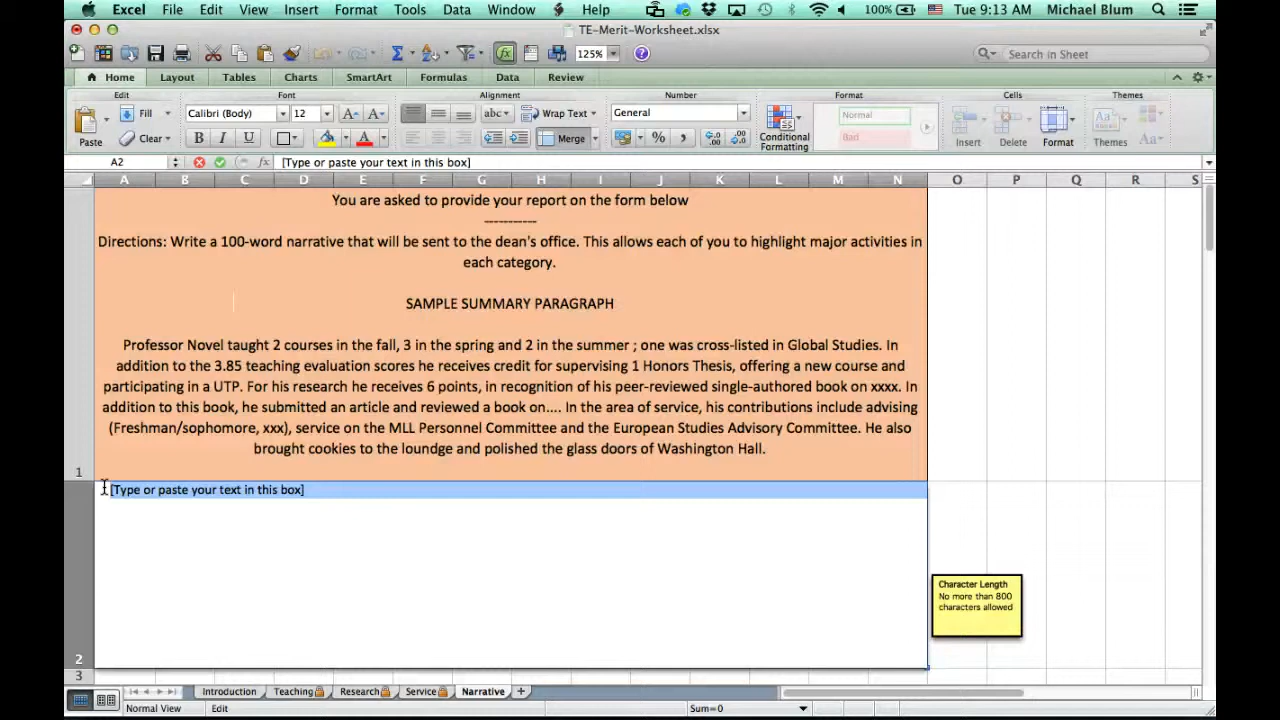 Excel File Edit View Insert Format Tools Data Window Help 100% Tue 9:13 AM Michael Blum
TE-Merit-Worksheet.xlsx
125% Search in Sheet
Home Layout Tables Charts SmartArt Formulas Data Review
Edit Font Alignment Number Format Cells Themes
Paste Fill Calibri (Body) 12 A A abc Wrap Text General Conditional Formatting Normal Insert Delete Format Themes Aa
Clear B I U A Merge % Bad Aa
A2 fx [Type or paste your text in this box]
A B C D E F G H I J K L M N O P Q R S
You are asked to provide your report on the form below
-----------
Directions: Write a 100-word narrative that will be sent to the dean's office. This allows each of you to highlight major activities in
each category.
SAMPLE SUMMARY PARAGRAPH
Professor Novel taught 2 courses in the fall, 3 in the spring and 2 in the summer ; one was cross-listed in Global Studies. In
addition to the 3.85 teaching evaluation scores he receives credit for supervising 1 Honors Thesis, offering a new course and
participating in a UTP. For his research he receives 6 points, in recognition of his peer-reviewed single-authored book on xxxx. In
addition to this book, he submitted an article and reviewed a book on.... In the area of service, his contributions include advising
(Freshman/sophomore, xxx), service on the MLL Personnel Committee and the European Studies Advisory Committee. He also
brought cookies to the loundge and polished the glass doors of Washington Hall.
1
[Type or paste your text in this box]
Character Length
No more than 800
characters allowed
2
3
Introduction Teaching Research Service Narrative +
Normal View Edit Sum=0